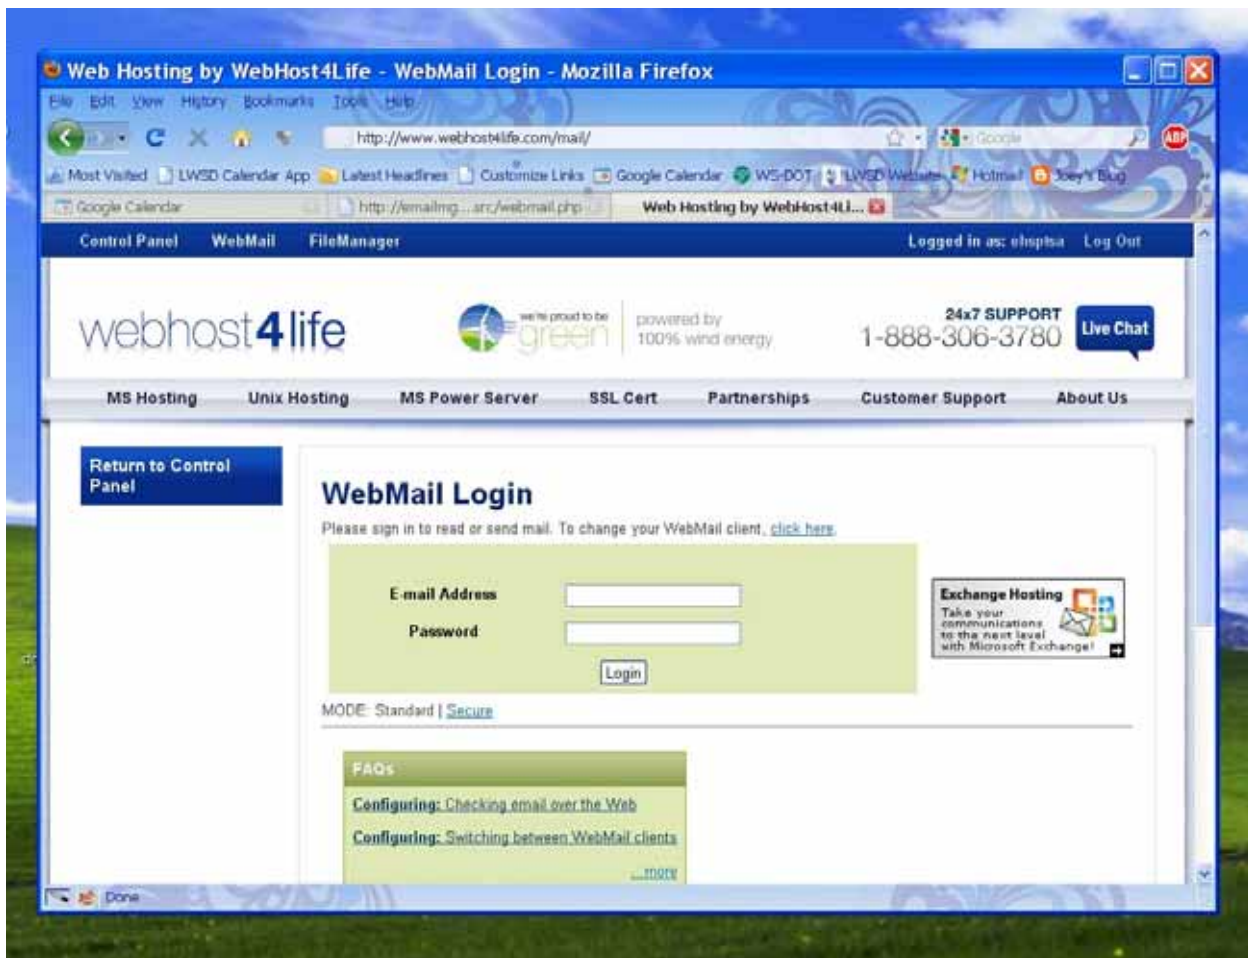 Web Hosting by WebHost4Life - WebMail Login - Mozilla Firefox
File Edit View History Bookmarks Tools Help
http://www.webhost4life.com/mail/ Google ABP
Most Visited LWSD Calendar App Latest Headlines Customize Links Google Calendar WS-DOT LWSD Website Hotmail Joey's Blog
Google Calendar http://emailmg...src/webmail.php Web Hosting by WebHost4Li...
Control Panel WebMail FileManager Logged in as: Log Out
webhost4life
we're proud to be
green
powered by
100% wind energy
24x7 SUPPORT
1-888-306-3780
Live Chat
MS Hosting Unix Hosting MS Power Server SSL Cert Partnerships Customer Support About Us
Return to Control
Panel
WebMail Login
Please sign in to read or send mail. To change your WebMail client, click here.
E-mail Address
Password
Login
Exchange Hosting
Take your
communications
to the next level
with Microsoft Exchange!
MODE: Standard | Secure
FAQs
Configuring: Checking email over the Web
Configuring: Switching between WebMail clients
...more
Done